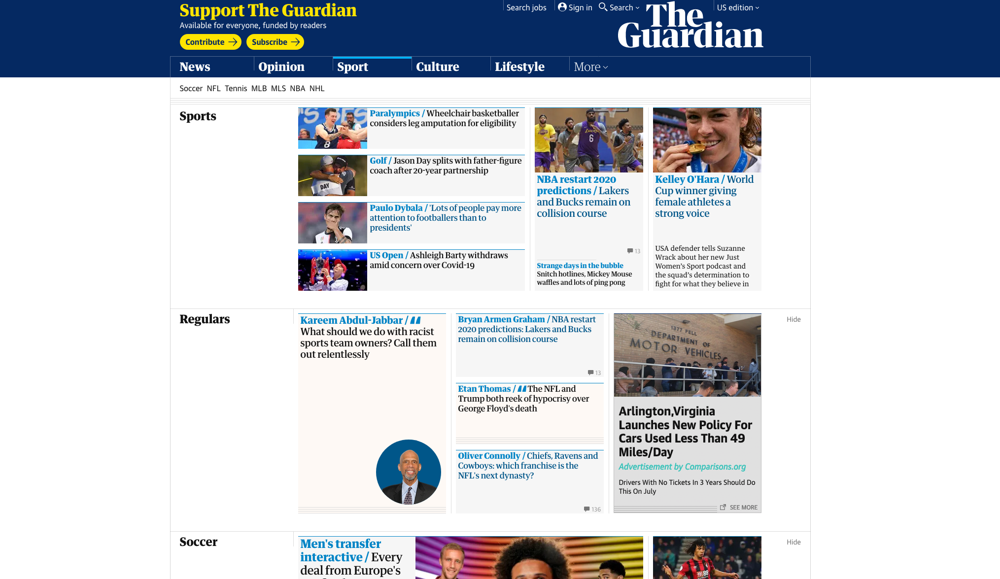 Support The Guardian
Available for everyone, funded by readers
Contribute
Subscribe
Search jobs
Sign in
Search
US edition
The
Guardian
News
Opinion
Sport
Culture
Lifestyle
More
Soccer NFL Tennis MLB MLS NBA NHL
Sports
Paralympics / Wheelchair basketballer
considers leg amputation for eligibility
8
Golf / Jason Day splits with father-figure
coach after 20-year partnership
DAY
Paulo Dybala / 'Lots of people pay more
attention to footballers than to
presidents'
US Open / Ashleigh Barty withdraws
amid concern over Covid-19
LAKERS
6
NBA restart 2020
predictions / Lakers
and Bucks remain on
collision course
13
Strange days in the bubble
Snitch hotlines, Mickey Mouse
waffles and lots of ping pong
Kelley O'Hara / World
Cup winner giving
female athletes a
strong voice
USA defender tells Suzanne
Wrack about her new Just
Women's Sport podcast and
the squad's determination to
fight for what they believe in
Regulars
Kareem Abdul-Jabbar / “
What should we do with racist
sports team owners? Call them
out relentlessly
Bryan Armen Graham / NBA restart
2020 predictions: Lakers and Bucks
remain on collision course
13
Etan Thomas / “ The NFL and
Trump both reek of hypocrisy over
George Floyd's death
Oliver Connolly / Chiefs, Ravens and
Cowboys: which franchise is the
NFL's next dynasty?
136
1377 FELL
DEPARTMENT OF
MOTOR VEHICLES
Arlington,Virginia
Launches New Policy For
Cars Used Less Than 49
Miles/Day
Advertisement by Comparisons.org
Drivers With No Tickets In 3 Years Should Do
This On July
SEE MORE
Hide
Soccer
Men's transfer
interactive / Every
deal from Europe's
88
Hide